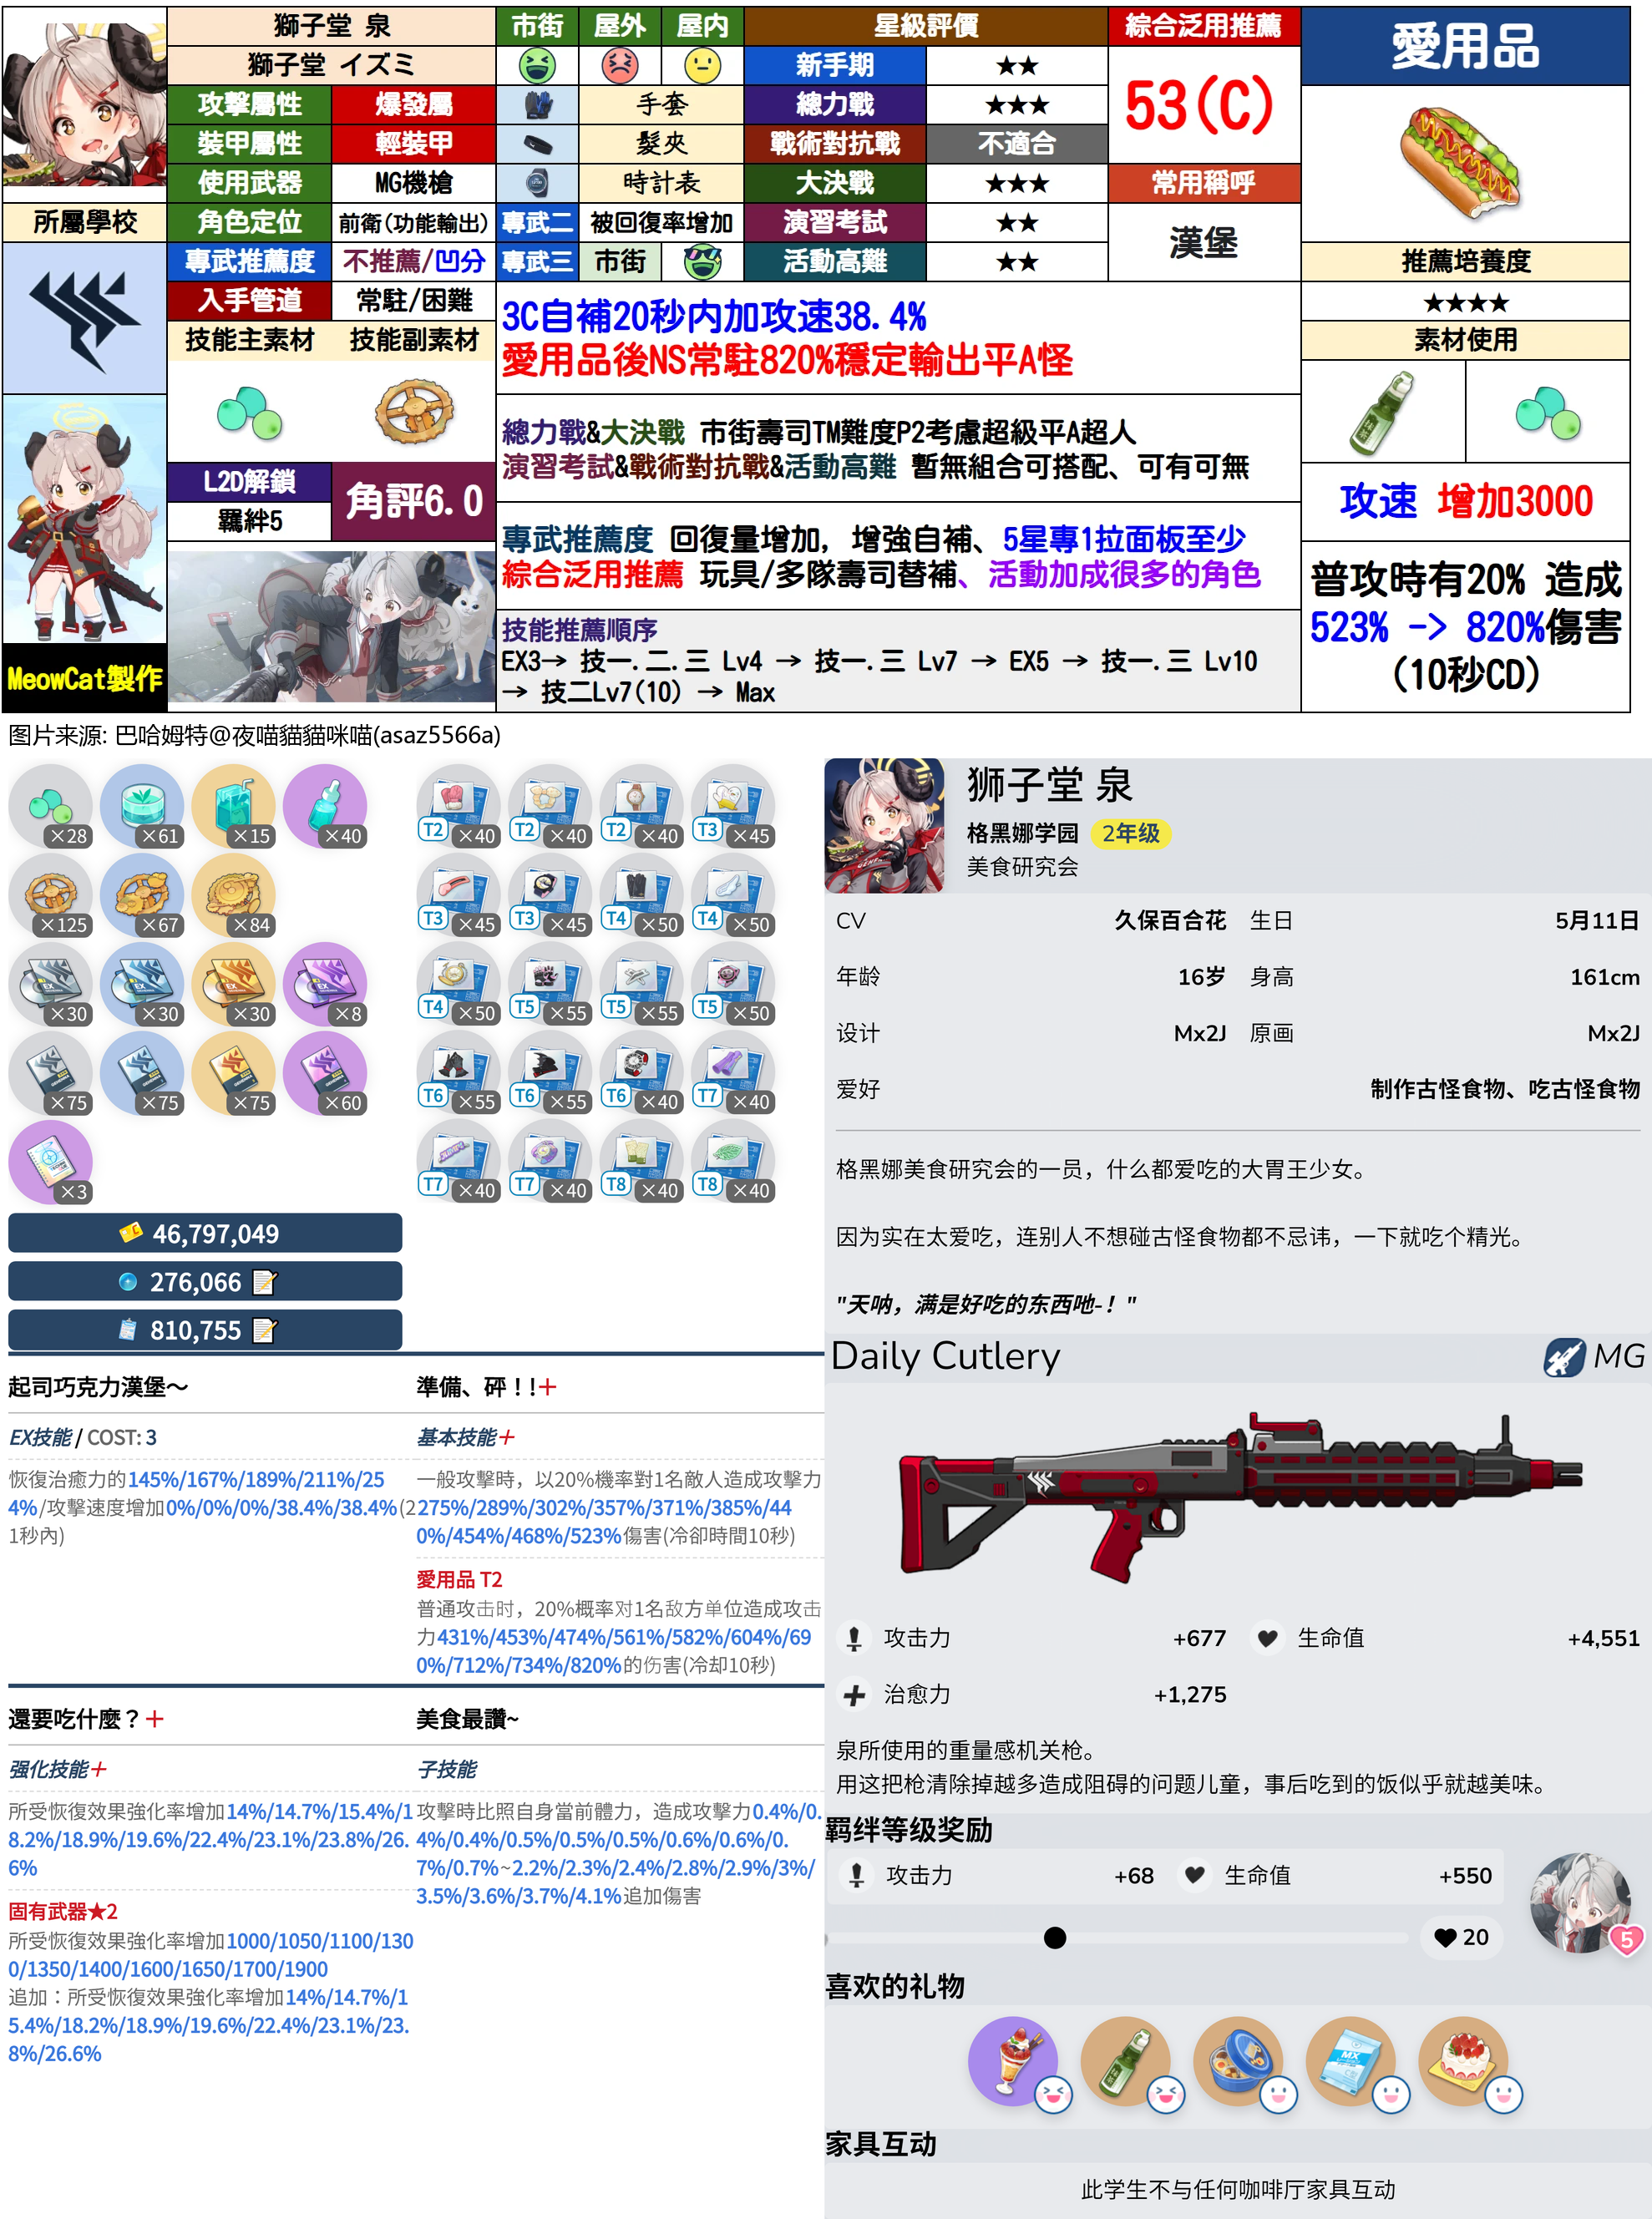 獅子堂 泉
獅子堂 イズミ
市街 屋外 屋内
星級評價
綜合泛用推薦
愛用品
攻擊屬性 爆發屬
手套
新手期 ★★
53(C)
裝甲屬性 輕裝甲
髮夾
總力戰 ★★★
使用武器 MG機槍
時計表
戰術對抗戰 不適合
大決戰 ★★★
常用稱呼
所屬學校
角色定位 前衛(功能輸出)
專武二 被回復率增加
演習考試 ★★
漢堡
專武推薦度 不推薦/凹分
專武三 市街
活動高難 ★★
推薦培養度
入手管道 常駐/困難
★★★★
技能主素材 技能副素材
素材使用
3C自補20秒内加攻速38.4%
愛用品後NS常駐820%穩定輸出平A怪
總力戰&大決戰 市街壽司TM難度P2考慮超級平A超人
演習考試&戰術對抗戰&活動高難 暫無組合可搭配、可有可無
L2D解鎖
羈絆5
角評6.0
攻速 增加3000
專武推薦度 回復量增加, 增強自補、5星專1拉面板至少
綜合泛用推薦 玩具/多隊壽司替補、活動加成很多的角色
普攻時有20% 造成
523% -> 820%傷害
(10秒CD)
技能推薦順序
EX3→ 技一.二.三 Lv4 → 技一.三 Lv7 → EX5 → 技一.三 Lv10
→ 技二Lv7(10) → Max
MeowCat製作
图片来源: 巴哈姆特@夜喵貓貓咪喵(asaz5566a)
×28 ×61 ×15 ×40
×125 ×67 ×84
EX ×30 EX ×30 EX ×30 EX ×8
×75 ×75 ×75 ×60
×3
46,797,049
276,066
810,755
T2 ×40 T2 ×40 T2 ×40 T3 ×45
T3 ×45 T3 ×45 T4 ×50 T4 ×50
T4 ×50 T5 ×55 T5 ×55 T5 ×50
T6 ×55 T6 ×55 T6 ×40 T7 ×40
T7 ×40 T7 ×40 T8 ×40 T8 ×40
起司巧克力漢堡～
EX技能 / COST: 3
恢復治癒力的145%/167%/189%/211%/25
4%/攻擊速度增加0%/0%/0%/38.4%/38.4%(2
1秒內)
準備、砰！!+
基本技能+
一般攻擊時，以20%機率對1名敵人造成攻擊力
275%/289%/302%/357%/371%/385%/44
0%/454%/468%/523%傷害(冷卻時間10秒)
愛用品 T2
普通攻击时，20%概率对1名敌方单位造成攻击
力431%/453%/474%/561%/582%/604%/69
0%/712%/734%/820%的伤害(冷却10秒)
還要吃什麼？+
强化技能+
所受恢復效果強化率增加14%/14.7%/15.4%/1
8.2%/18.9%/19.6%/22.4%/23.1%/23.8%/26.
6%
固有武器★2
所受恢復效果強化率增加1000/1050/1100/130
0/1350/1400/1600/1650/1700/1900
追加：所受恢復效果強化率增加14%/14.7%/1
5.4%/18.2%/18.9%/19.6%/22.4%/23.1%/23.
8%/26.6%
美食最讚~
子技能
攻擊時比照自身當前體力，造成攻擊力0.4%/0.
4%/0.4%/0.5%/0.5%/0.5%/0.6%/0.6%/0.
7%/0.7%~2.2%/2.3%/2.4%/2.8%/2.9%/3%/
3.5%/3.6%/3.7%/4.1%追加傷害
狮子堂 泉
格黑娜学园 2年级
美食研究会
CV 久保百合花 生日 5月11日
年龄 16岁 身高 161cm
设计 Mx2J 原画 Mx2J
爱好 制作古怪食物、吃古怪食物
格黑娜美食研究会的一员，什么都爱吃的大胃王少女。
因为实在太爱吃，连别人不想碰古怪食物都不忌讳，一下就吃个精光。
"天呐，满是好吃的东西吔-！"
Daily Cutlery MG
攻击力 +677 生命值 +4,551
治愈力 +1,275
泉所使用的重量感机关枪。
用这把枪清除掉越多造成阻碍的问题儿童，事后吃到的饭似乎就越美味。
羁绊等级奖励
攻击力 +68 生命值 +550
20
5
喜欢的礼物
MX
家具互动
此学生不与任何咖啡厅家具互动